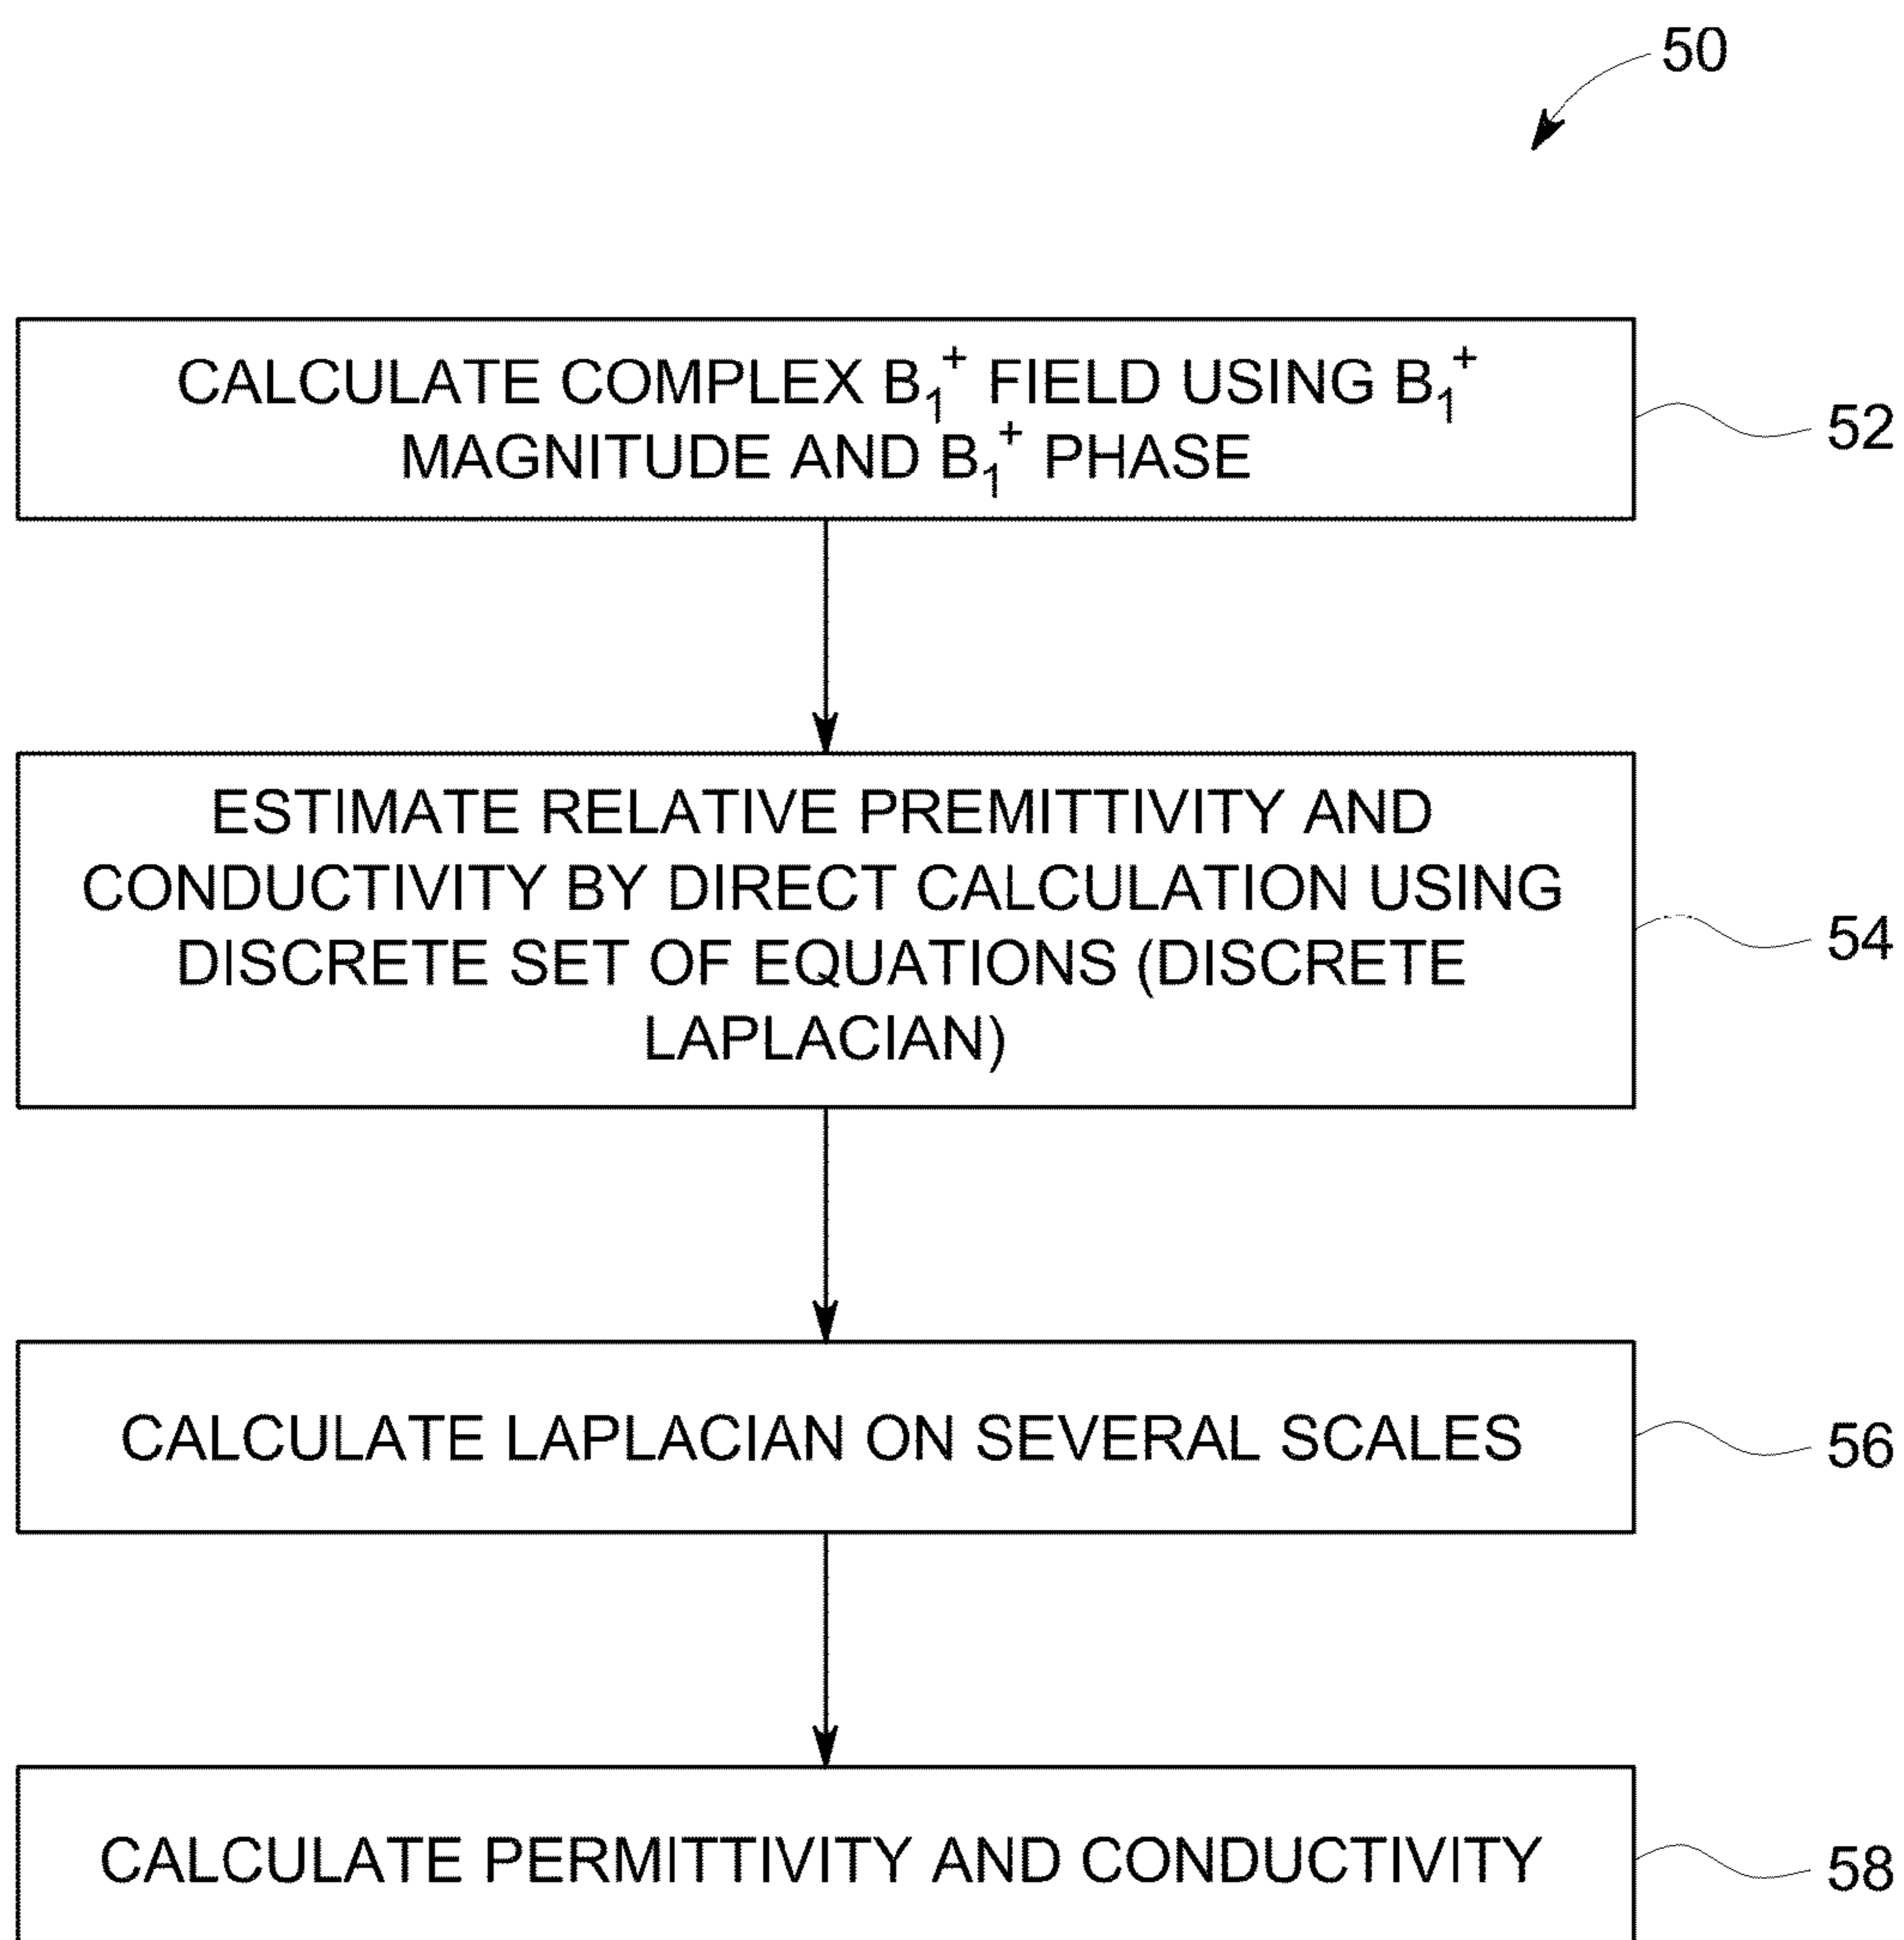 50
CALCULATE COMPLEX B₁⁺ FIELD USING B₁⁺
MAGNITUDE AND B₁⁺ PHASE
52
ESTIMATE RELATIVE PREMITTIVITY AND
CONDUCTIVITY BY DIRECT CALCULATION USING
DISCRETE SET OF EQUATIONS (DISCRETE
LAPLACIAN)
54
CALCULATE LAPLACIAN ON SEVERAL SCALES
56
CALCULATE PERMITTIVITY AND CONDUCTIVITY
58